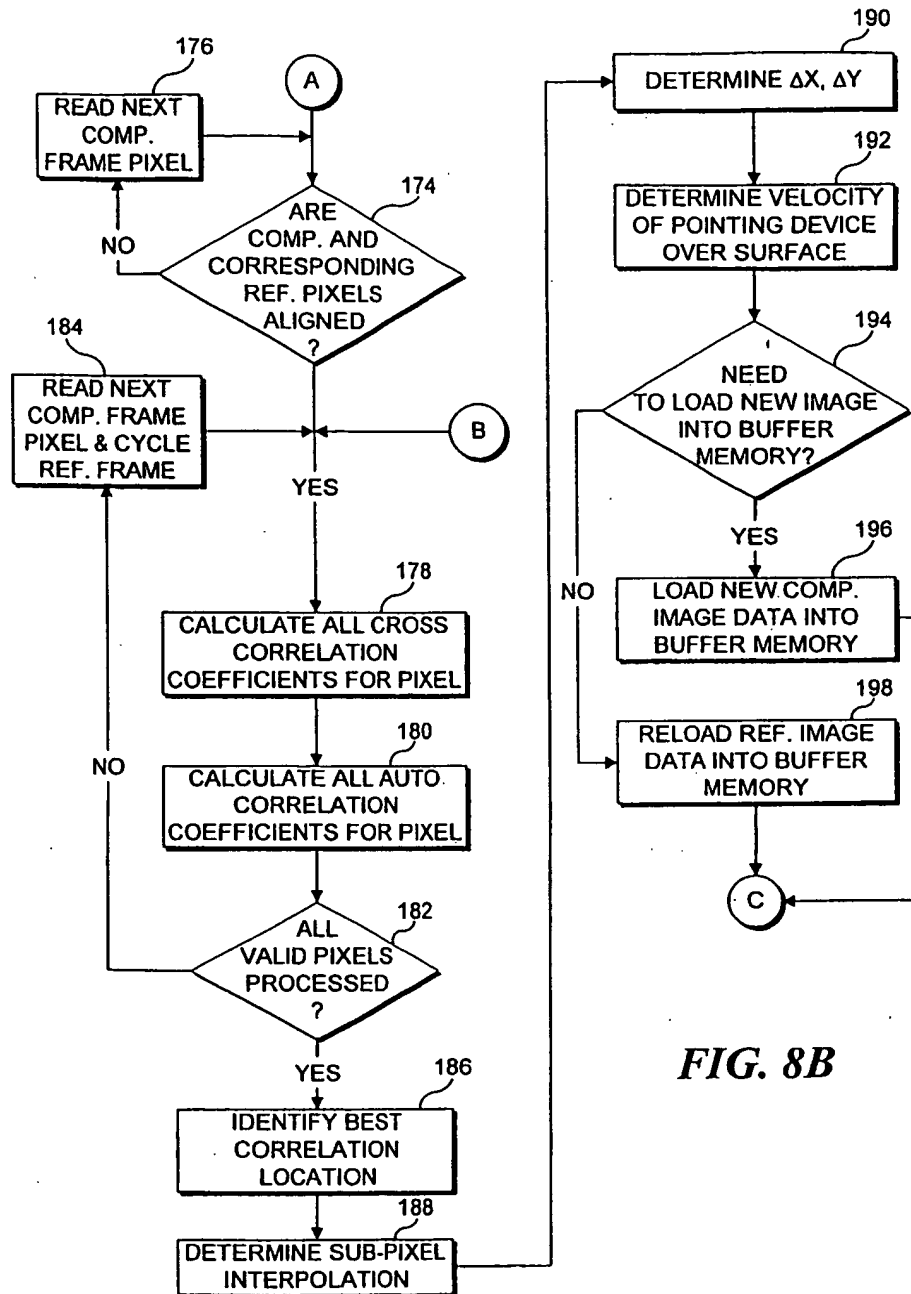 176
READ NEXT
COMP.
FRAME PIXEL
A
174
ARE
COMP. AND
CORRESPONDING
REF. PIXELS
ALIGNED
?
NO
184
READ NEXT
COMP. FRAME
PIXEL & CYCLE
REF. FRAME
B
YES
178
CALCULATE ALL CROSS
CORRELATION
COEFFICIENTS FOR PIXEL
180
CALCULATE ALL AUTO
CORRELATION
COEFFICIENTS FOR PIXEL
NO
182
ALL
VALID PIXELS
PROCESSED
?
YES
186
IDENTIFY BEST
CORRELATION
LOCATION
188
DETERMINE SUB-PIXEL
INTERPOLATION
190
DETERMINE ΔX, ΔY
192
DETERMINE VELOCITY
OF POINTING DEVICE
OVER SURFACE
194
NEED
TO LOAD NEW IMAGE
INTO BUFFER
MEMORY?
YES
NO
196
LOAD NEW COMP.
IMAGE DATA INTO
BUFFER MEMORY
198
RELOAD REF. IMAGE
DATA INTO BUFFER
MEMORY
C
FIG. 8B